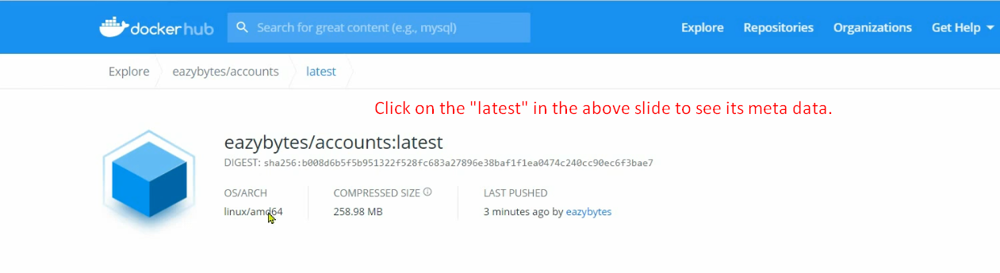 dockerhub Search for great content (e.g., mysql) Explore Repositories Organizations Get Help
Explore eazybytes/accounts latest
Click on the "latest" in the above slide to see its meta data.
eazybytes/accounts:latest
DIGEST: sha256:b008d6b5f5b951322f528fc683a27896e38baf1f1ea0474c240cc90ec6f3bae7
OS/ARCH COMPRESSED SIZE LAST PUSHED
linux/amd64 258.98 MB 3 minutes ago by eazybytes